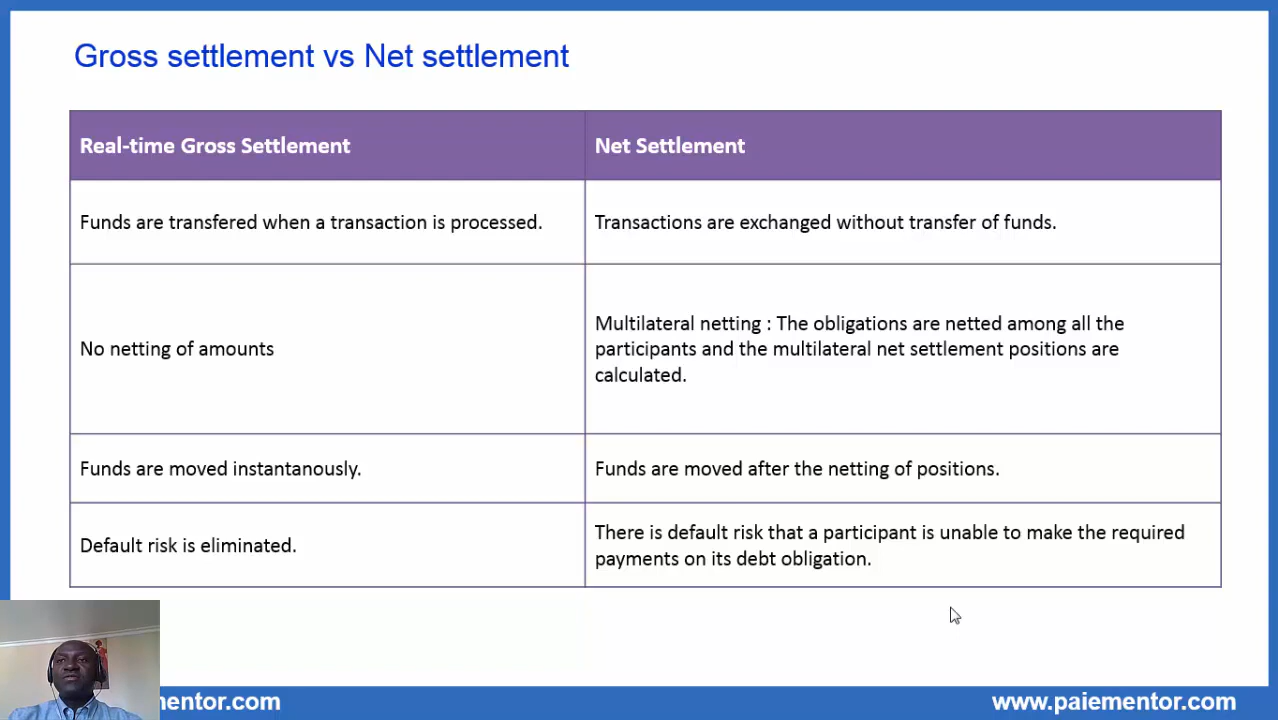 Gross settlement vs Net settlement
Real-time Gross Settlement
Net Settlement
Funds are transfered when a transaction is processed.
Transactions are exchanged without transfer of funds.
No netting of amounts
Multilateral netting : The obligations are netted among all the
participants and the multilateral net settlement positions are
calculated.
Funds are moved instantanously.
Funds are moved after the netting of positions.
Default risk is eliminated.
There is default risk that a participant is unable to make the required
payments on its debt obligation.
mentor.com
www.paiementor.com